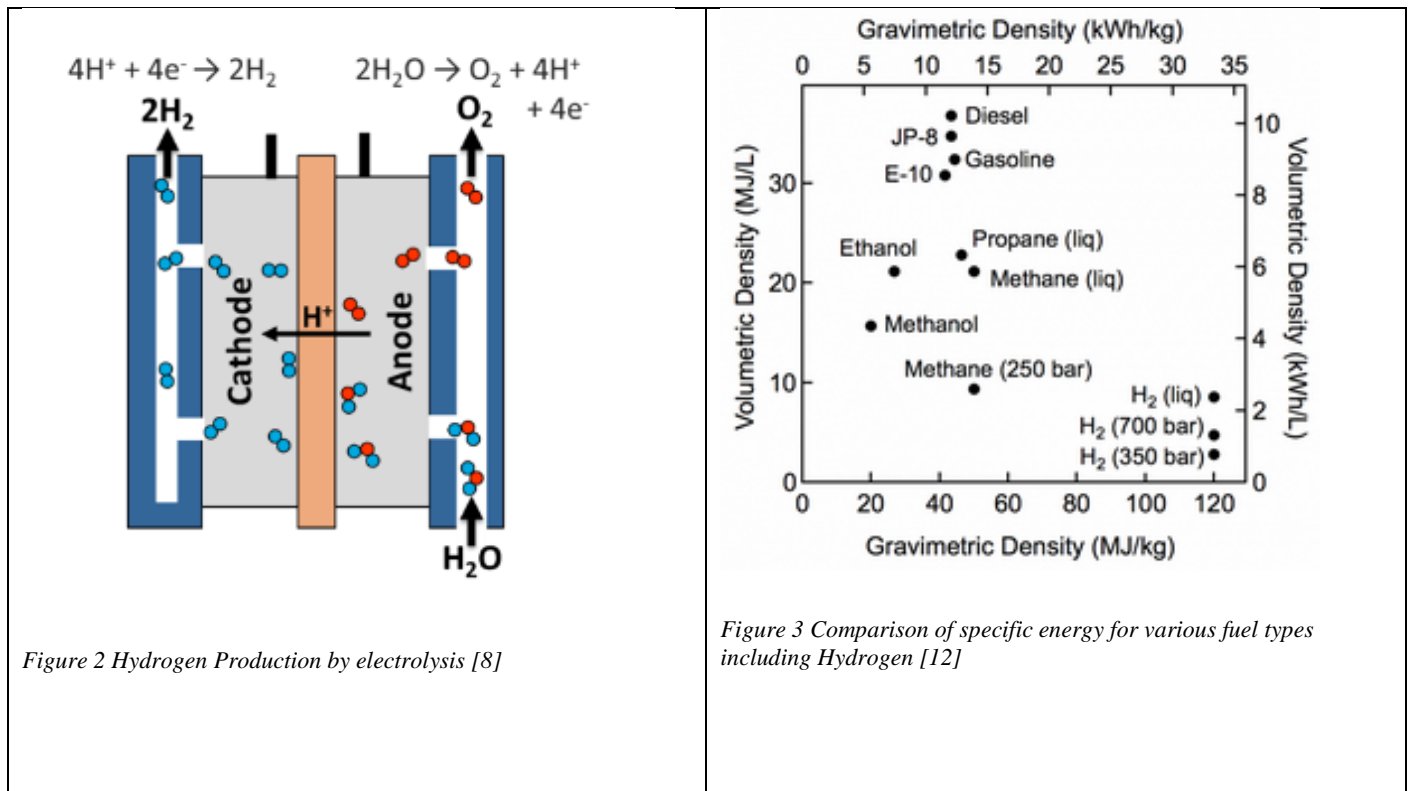 4H⁺ + 4e⁻ → 2H₂
2H₂O → O₂ + 4H⁺
+ 4e⁻
2H₂
O₂
Cathode
H⁺
Anode
H₂O
Figure 2 Hydrogen Production by electrolysis [8]
Gravimetric Density (kWh/kg)
0 5 10 15 20 25 30 35
Volumetric Density (MJ/L)
30
20
10
0
Diesel
JP-8
Gasoline
E-10
Ethanol
Propane (liq)
Methane (liq)
Methanol
Methane (250 bar)
H₂ (liq)
H₂ (700 bar)
H₂ (350 bar)
10
8
6
4
2
0
Volumetric Density (kWh/L)
0 20 40 60 80 100 120
Gravimetric Density (MJ/kg)
Figure 3 Comparison of specific energy for various fuel types
including Hydrogen [12]